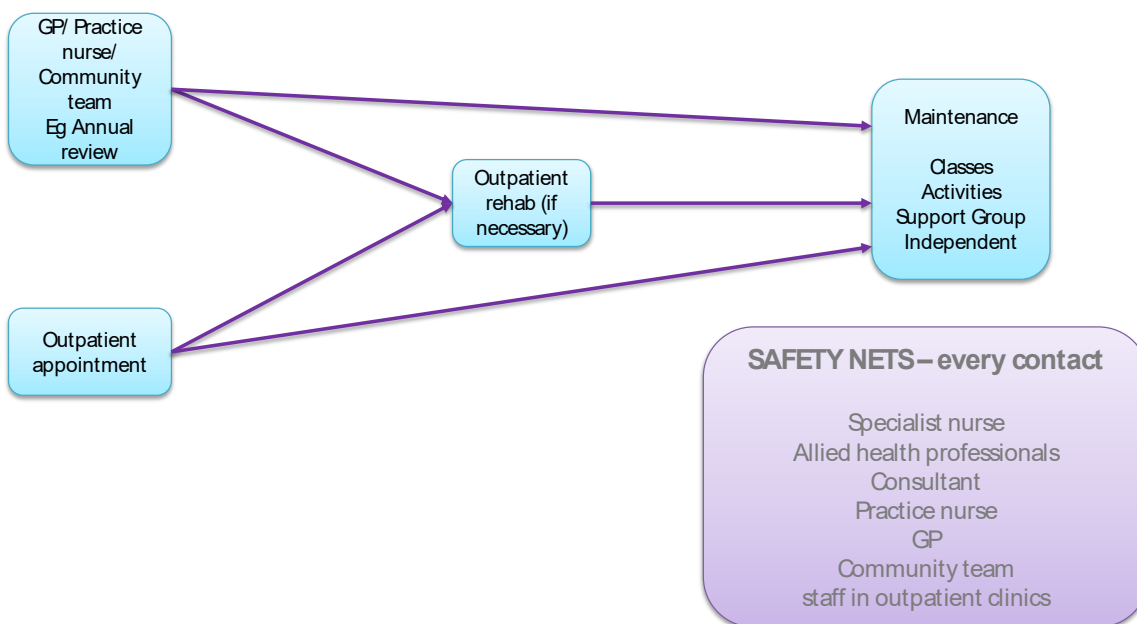 GP/ Practice
nurse/
Community
team
Eg Annual
review
Outpatient
rehab (if
necessary)
Maintenance
Classes
Activities
Support Group
Independent
Outpatient
appointment
SAFETY NETS – every contact
Specialist nurse
Allied health professionals
Consultant
Practice nurse
GP
Community team
staff in outpatient clinics